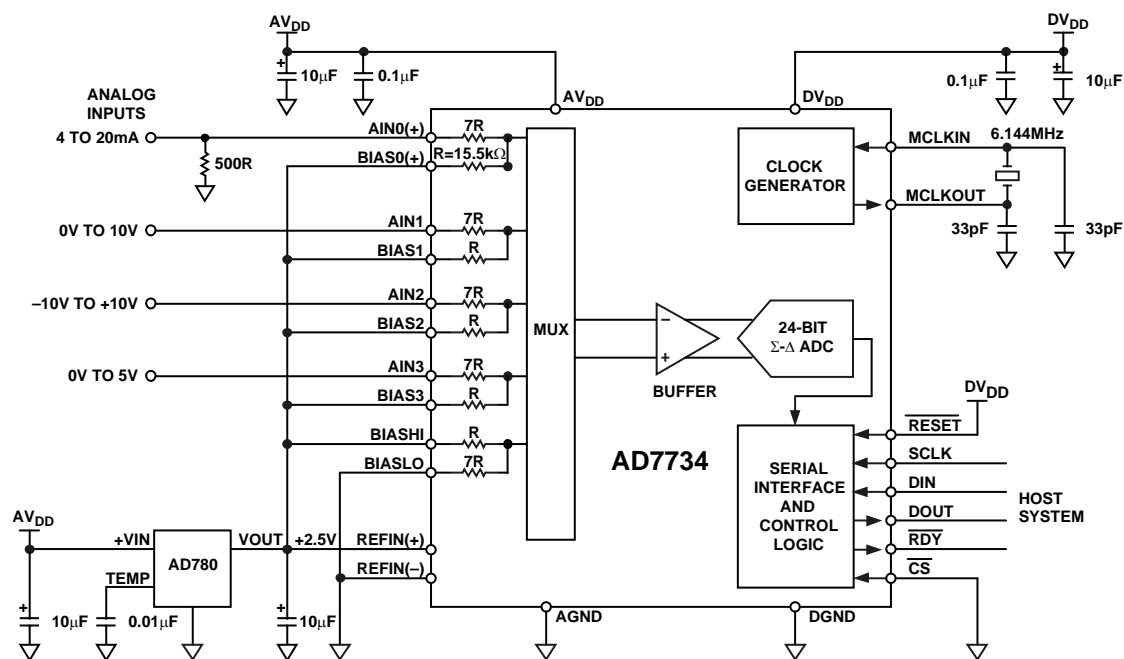 AVDD
DVDD
+
10µF
0.1µF
0.1µF
+
10µF
ANALOG
INPUTS
AVDD
DVDD
4 TO 20mA
AIN0(+)
7R
500R
BIAS0(+)
R=15.5kΩ
0V TO 10V
AIN1
7R
BIAS1
R
–10V TO +10V
AIN2
7R
BIAS2
R
0V TO 5V
AIN3
7R
BIAS3
R
BIASHI
R
BIASLO
7R
MUX
–
+
BUFFER
24-BIT
Σ-Δ ADC
CLOCK
GENERATOR
MCLKIN
6.144MHz
MCLKOUT
33pF
33pF
AD7734
SERIAL
INTERFACE
AND
CONTROL
LOGIC
DVDD
RESET
SCLK
DIN
DOUT
RDY
CS
HOST
SYSTEM
AVDD
+VIN
AD780
VOUT
+2.5V
REFIN(+)
TEMP
REFIN(–)
+
10µF
0.01µF
+
10µF
AGND
DGND